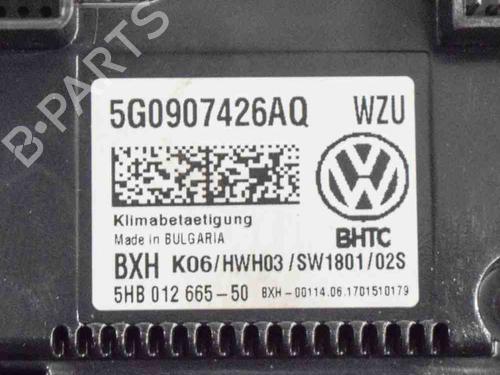 B-PARTS
5G0907426AQ WZU
Klimabetaetigung
Made in BULGARIA
BHTC
BXH K06/HWH03/SW1801/02S
5HB 012 665-50 BXH-00114.06.1701510179